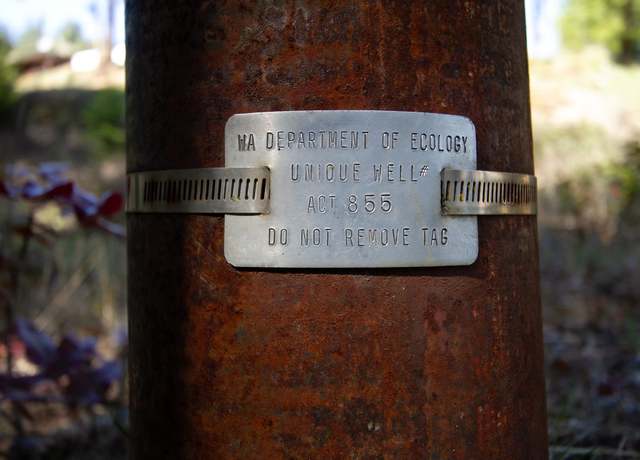 WA DEPARTMENT OF ECOLOGY
UNIQUE WELL#
ACT 855
DO NOT REMOVE TAG